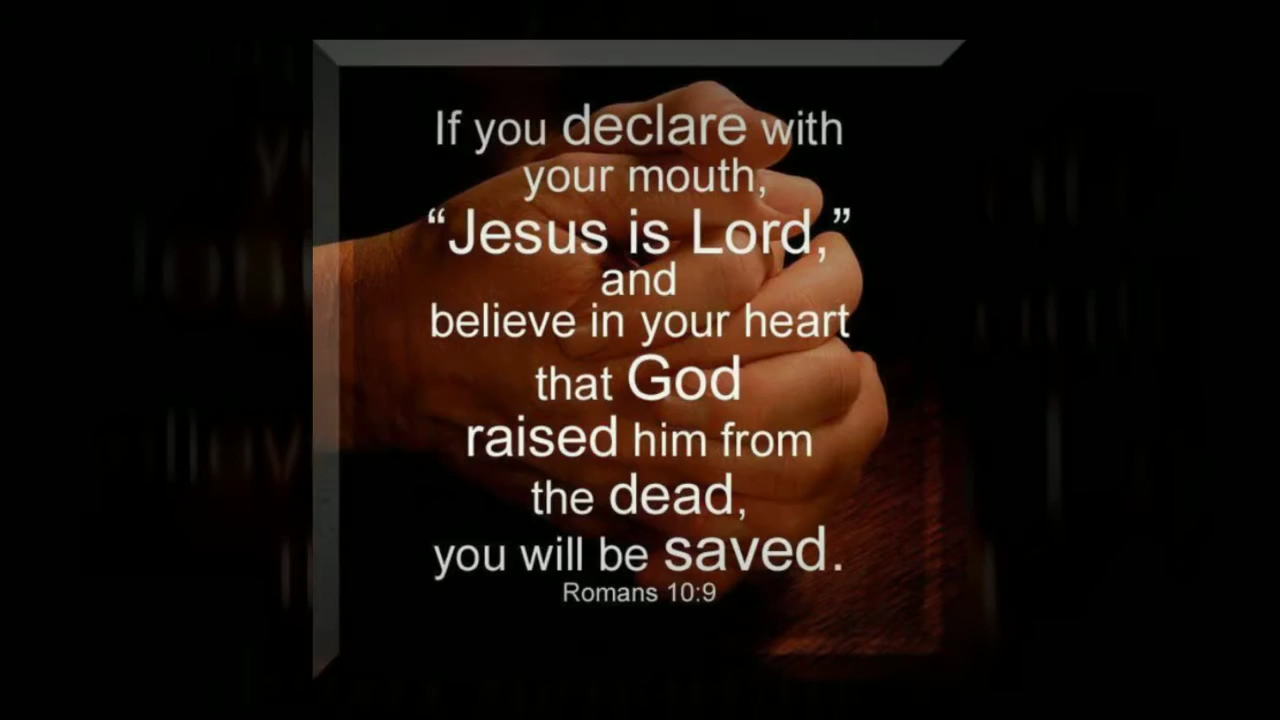 If you declare with
your mouth,
“Jesus is Lord,”
and
believe in your heart
that God
raised him from
the dead,
you will be saved.
Romans 10:9